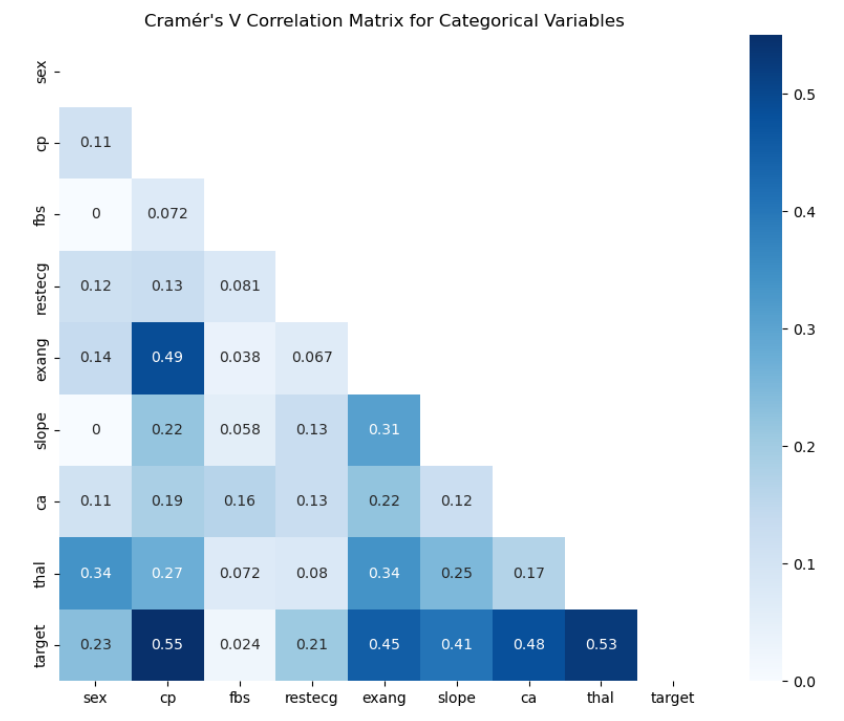 Cramér's V Correlation Matrix for Categorical Variables
sex
cp 0.11
fbs 0 0.072
restecg 0.12 0.13 0.081
exang 0.14 0.49 0.038 0.067
slope 0 0.22 0.058 0.13 0.31
ca 0.11 0.19 0.16 0.13 0.22 0.12
thal 0.34 0.27 0.072 0.08 0.34 0.25 0.17
target 0.23 0.55 0.024 0.21 0.45 0.41 0.48 0.53
sex cp fbs restecg exang slope ca thal target
0.5
0.4
0.3
0.2
0.1
0.0